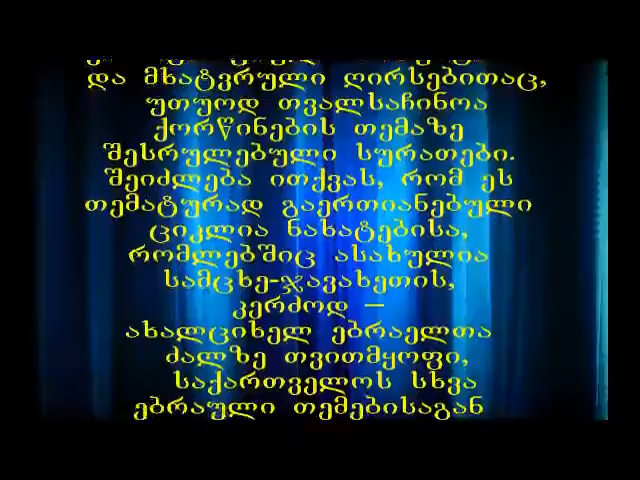 და მხატვრული ღირსებითაც,
უთუოდ თვალსაჩინოა
ქორწინების თემაზე
შესრულებული სურათები.
შეიძლება ითქვას, რომ ეს
თემატურად გაერთიანებული
ციკლია ნახატებისა,
რომლებშიც ასახულია
სამცხე-ჯავახეთის,
კერძოდ –
ახალციხელ ებრაელთა
ძალზე თვითმყოფი,
საქართველოს სხვა
ებრაული თემებისაგან